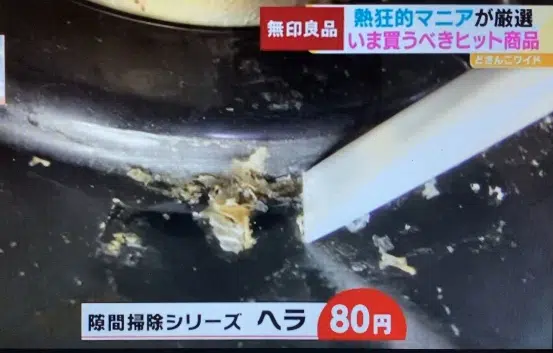 無印良品
熱狂的マニアが厳選
いま買うべきヒット商品
どさんこワイド
隙間掃除シリーズ ヘラ 80円